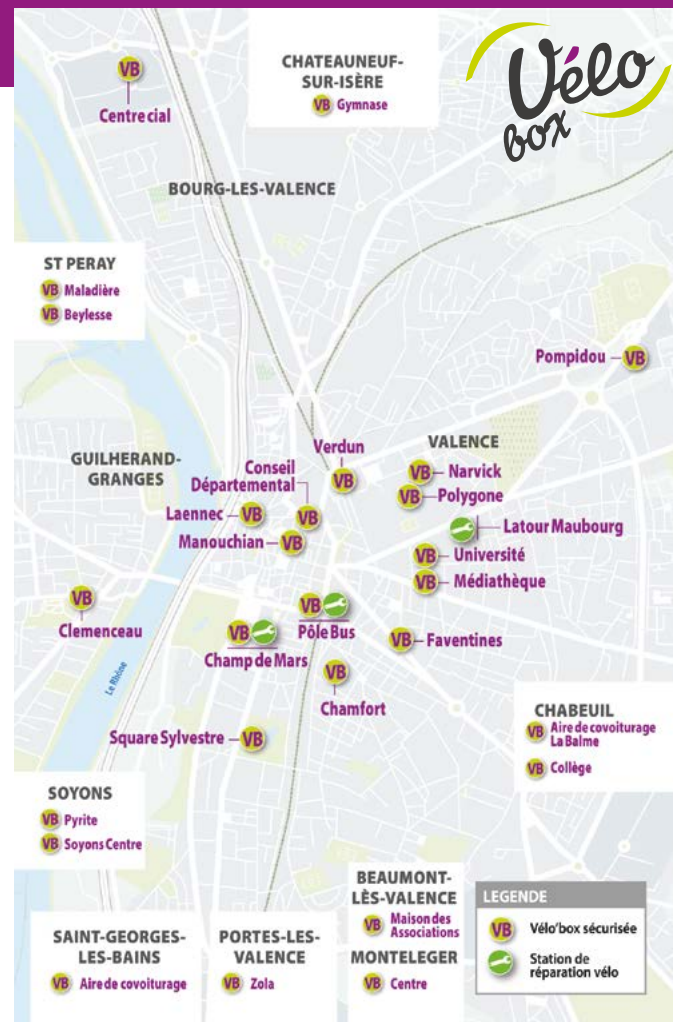 Vélo
box
CHATEAUNEUF-
SUR-ISÈRE
VB Gymnase
VB
Centre cial
BOURG-LES-VALENCE
ST PERAY
VB Maladière
VB Beylesse
Pompidou VB
GUILHERAND-
GRANGES
Verdun
VB
VALENCE
Conseil
Départemental
VB
VB Narvick
VB Polygone
Laennec VB
Manouchian VB
Latour Maubourg
VB Université
VB Médiathèque
VB
Clemenceau
Le Rhône
VB
Pôle Bus
VB
Champ de Mars
VB Faventines
VB
Chamfort
Square Sylvestre VB
CHABEUIL
VB Aire de covoiturage
La Balme
VB Collège
SOYONS
VB Pyrite
VB Soyons Centre
BEAUMONT-
LÈS-VALENCE
VB Maison des
Associations
MONTELEGER
VB Centre
SAINT-GEORGES-
LES-BAINS
VB Aire de covoiturage
PORTES-LES-
VALENCE
VB Zola
LEGENDE
VB Vélo'box sécurisée
Station de
réparation vélo